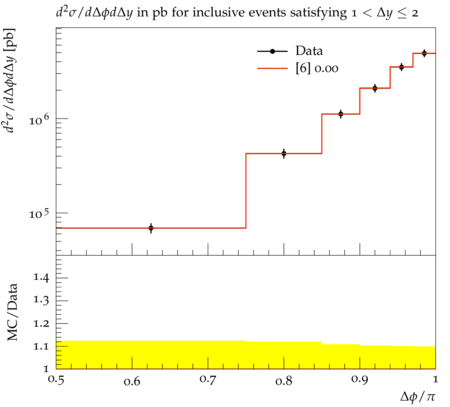 d²σ/dΔϕdΔy in pb for inclusive events satisfying 1 < Δy ≤ 2
d²σ/dΔϕdΔy [pb]
Data
[6] 0.00
10⁶
10⁵
MC/Data
1.4
1.3
1.2
1.1
1
0.5 0.6 0.7 0.8 0.9 1
Δϕ/π